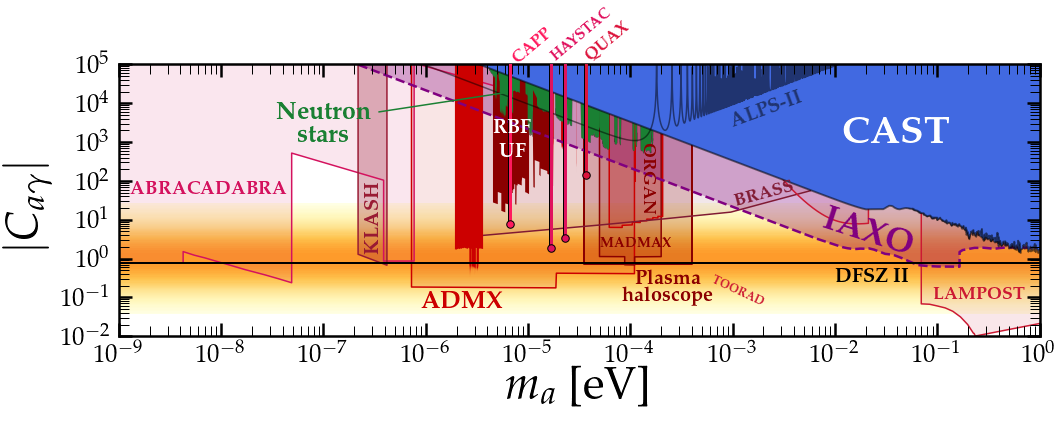 CAPP
HAYSTAC
QUAX
|C_{aγ}|
10^5
10^4
10^3
10^2
10^1
10^0
10^{−1}
10^{−2}
Neutron
stars
RBF
UF
ALPS-II
CAST
ABRACADABRA
KLASH
ORGAN
BRASS
IAXO
MADMAX
DFSZ II
ADMX
Plasma
haloscope
TOORAD
LAMPOST
10^{−9}
10^{−8}
10^{−7}
10^{−6}
10^{−5}
10^{−4}
10^{−3}
10^{−2}
10^{−1}
10^0
m_a [eV]